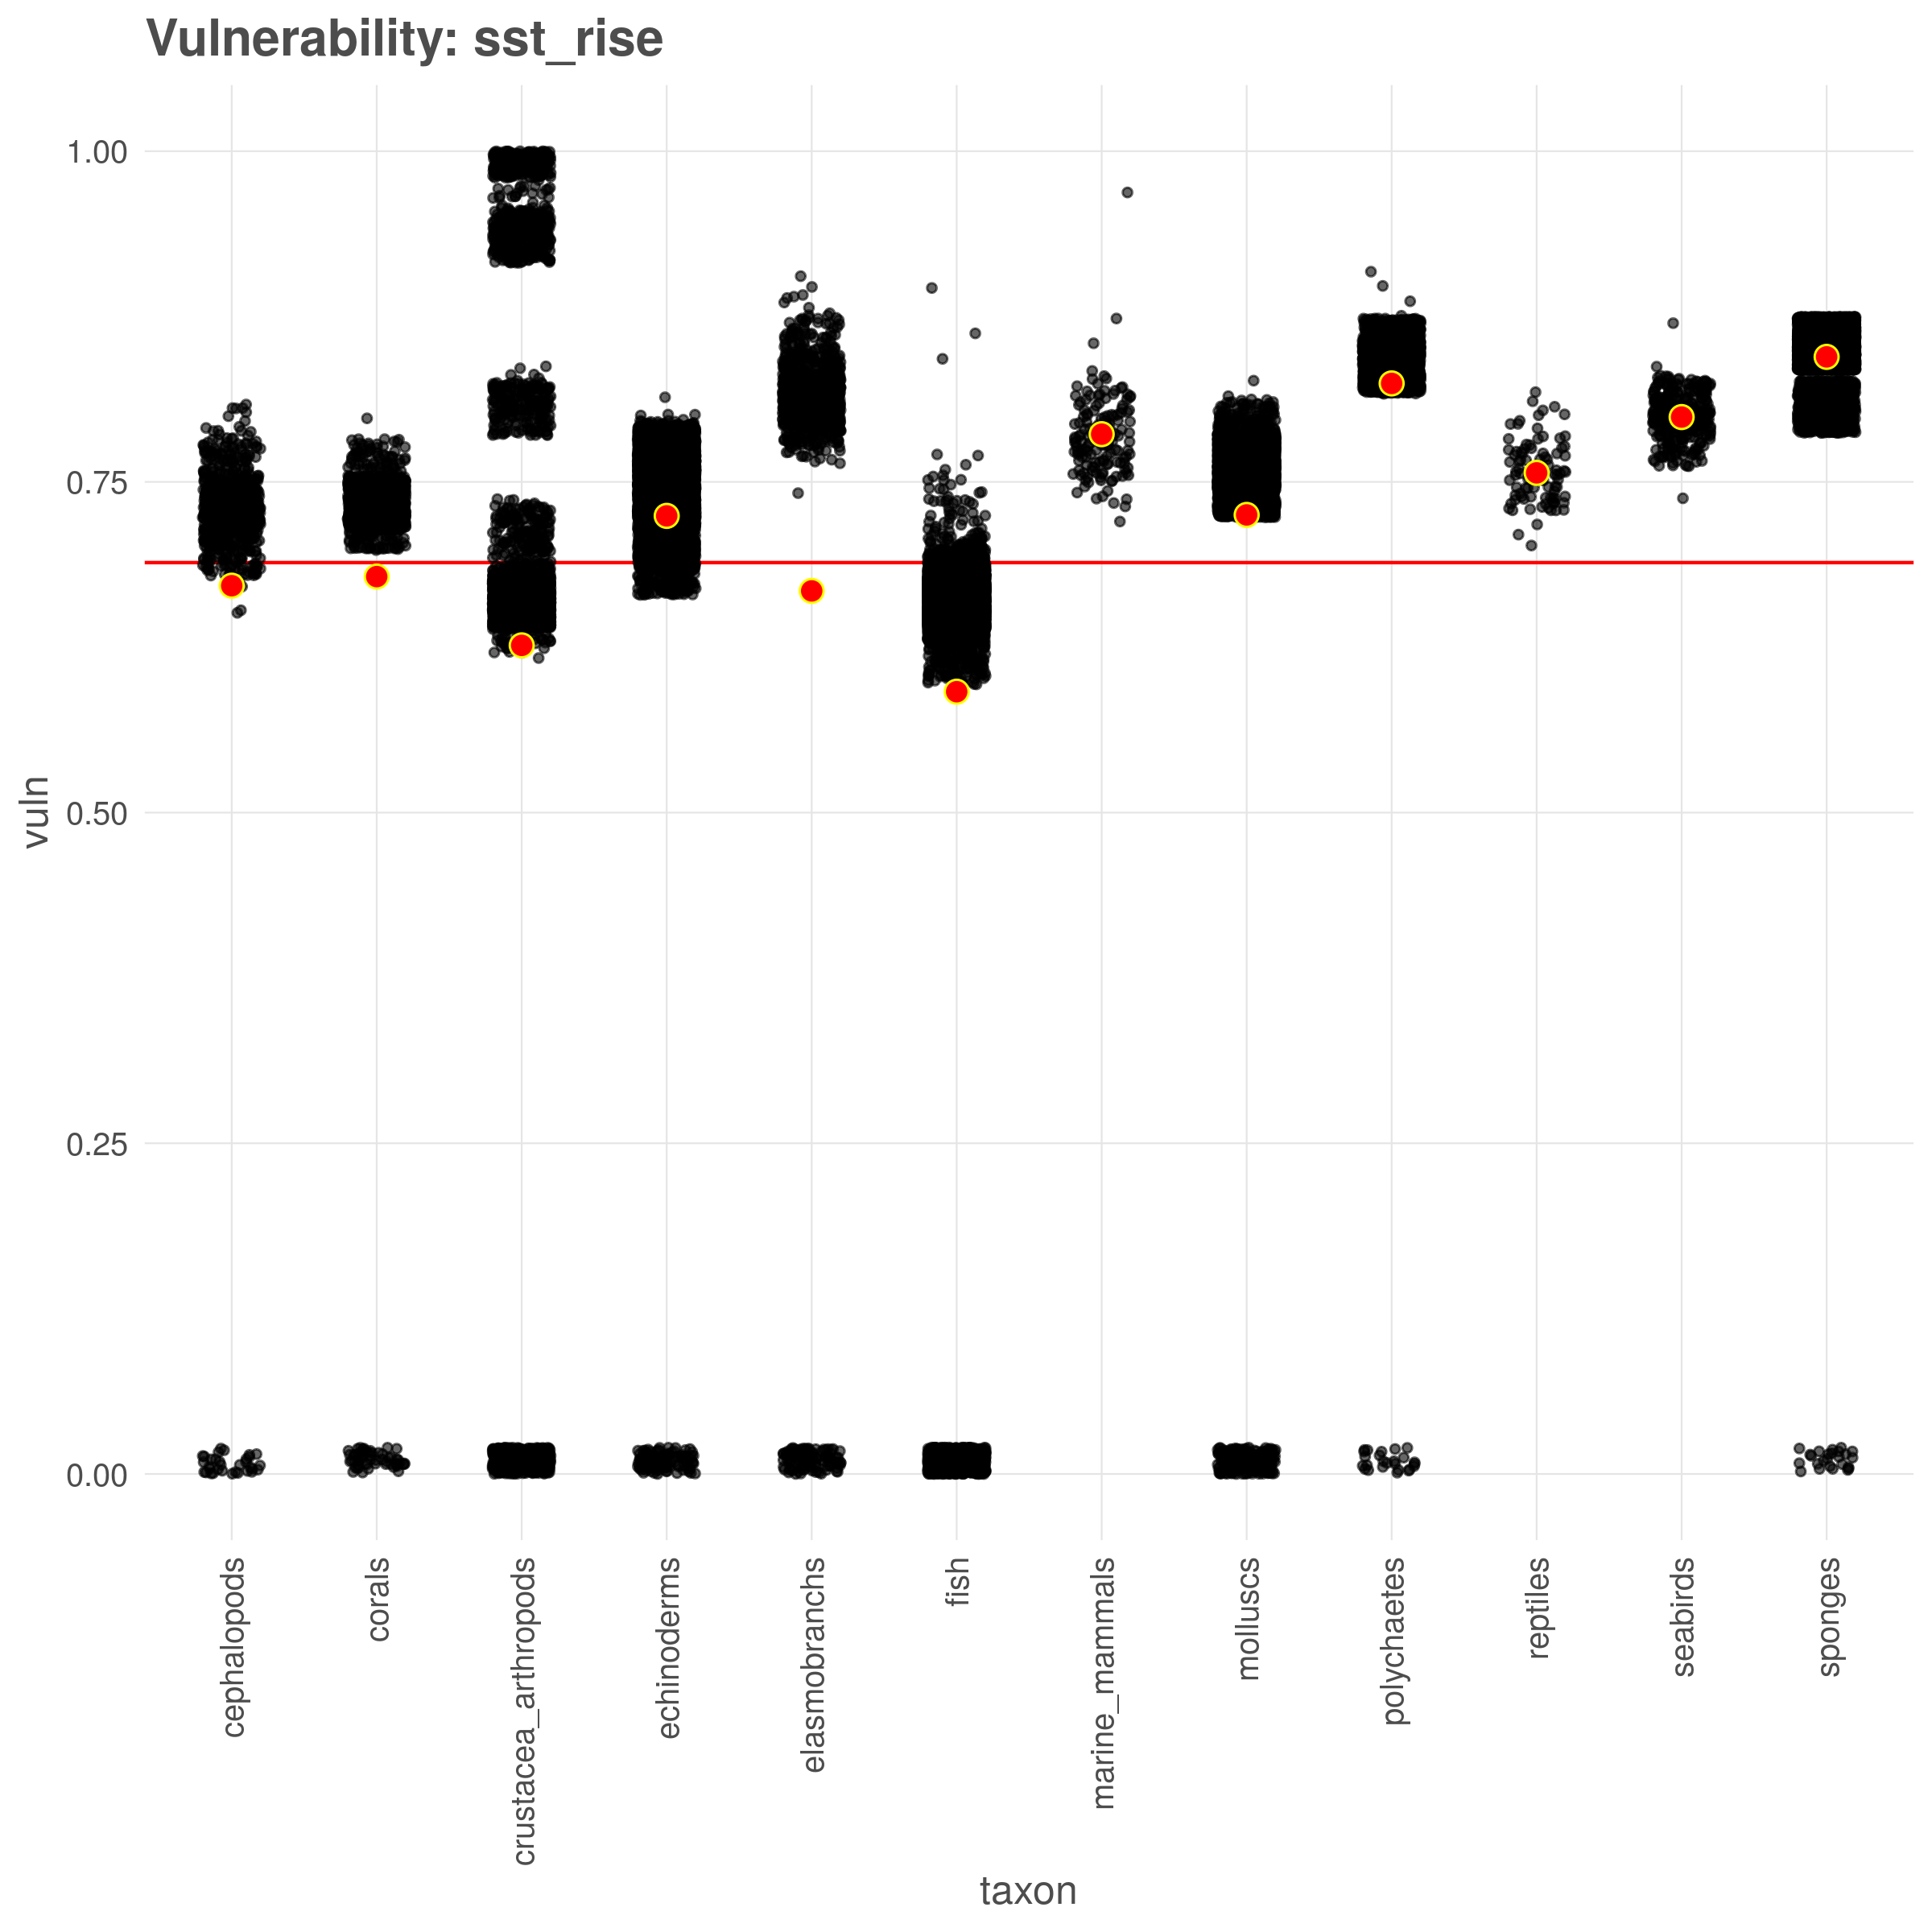 Vulnerability: sst_rise
vuln
1.00
0.75
0.50
0.25
0.00
cephalopods
corals
crustacea_arthropods
echinoderms
elasmobranchs
fish
marine_mammals
molluscs
polychaetes
reptiles
seabirds
sponges
taxon